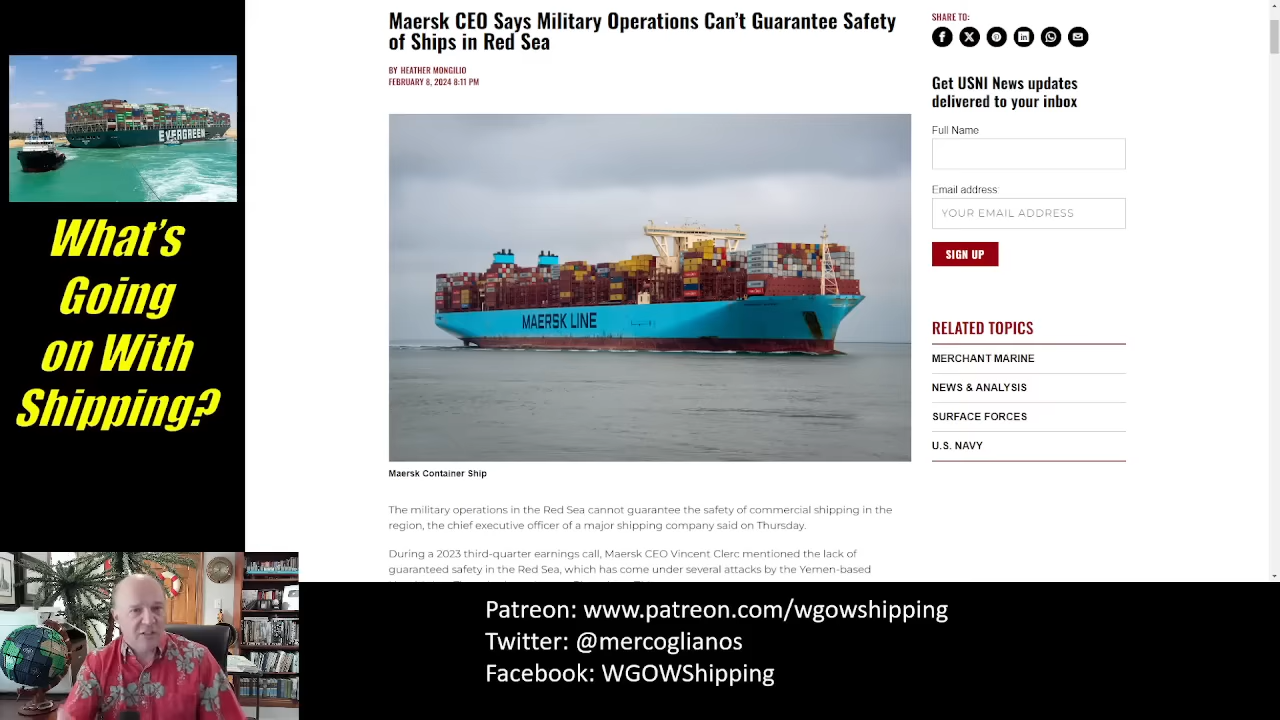 Maersk CEO Says Military Operations Can't Guarantee Safety
of Ships in Red Sea
BY HEATHER MONGILIO
FEBRUARY 8, 2024 8:11 PM
SHARE TO:
Get USNI News updates
delivered to your inbox
Full Name
Email address
YOUR EMAIL ADDRESS
SIGN UP
RELATED TOPICS
MERCHANT MARINE
NEWS & ANALYSIS
SURFACE FORCES
U.S. NAVY
EVERGREEN
What's
Going
on With
Shipping?
MAERSK LINE
Maersk Container Ship
The military operations in the Red Sea cannot guarantee the safety of commercial shipping in the
region, the chief executive officer of a major shipping company said on Thursday.
During a 2023 third-quarter earnings call, Maersk CEO Vincent Clerc mentioned the lack of
guaranteed safety in the Red Sea, which has come under several attacks by the Yemen-based
Patreon: www.patreon.com/wgowshipping
Twitter: @mercoglianos
Facebook: WGOWShipping